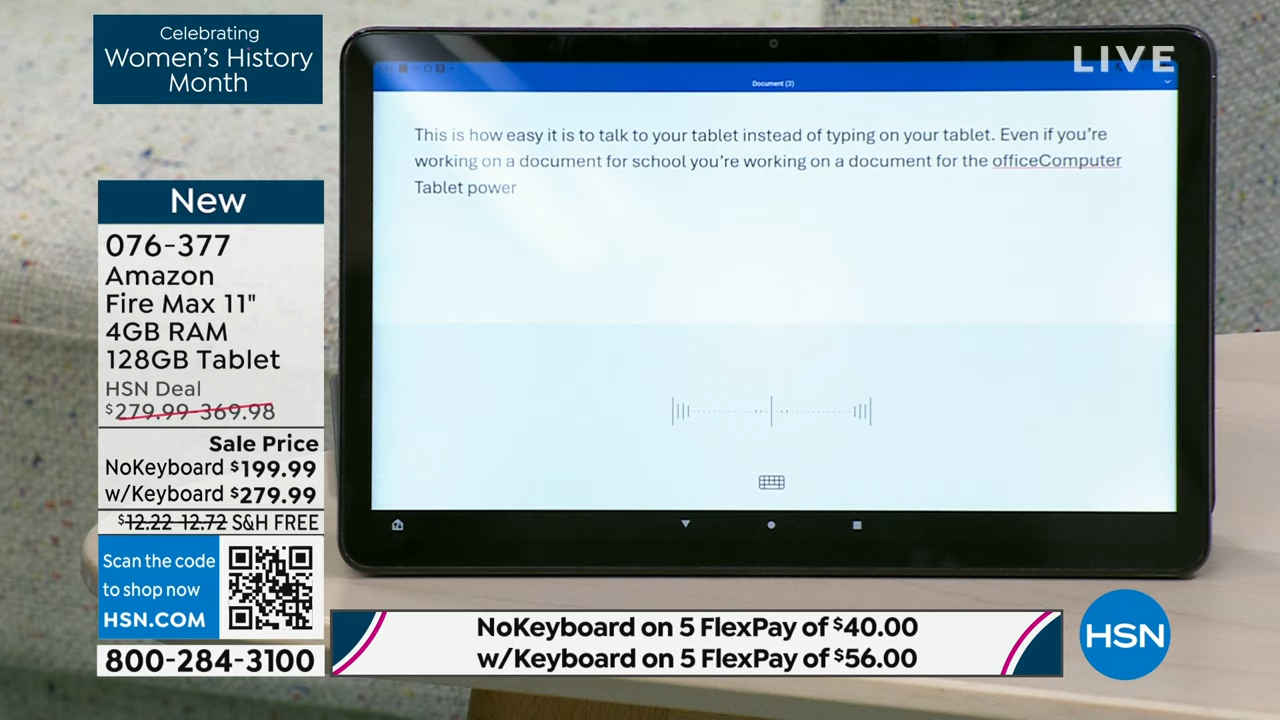 Celebrating
Women's History
Month
LIVE
Document (3)
This is how easy it is to talk to your tablet instead of typing on your tablet. Even if you're
working on a document for school you're working on a document for the officeComputer
Tablet power
New
076-377
Amazon
Fire Max 11"
4GB RAM
128GB Tablet
HSN Deal
$279.99-369.98
Sale Price
NoKeyboard $199.99
w/Keyboard $279.99
$12.22-12.72 S&H FREE
Scan the code
to shop now
HSN.COM
800-284-3100
NoKeyboard on 5 FlexPay of $40.00
w/Keyboard on 5 FlexPay of $56.00
HSN